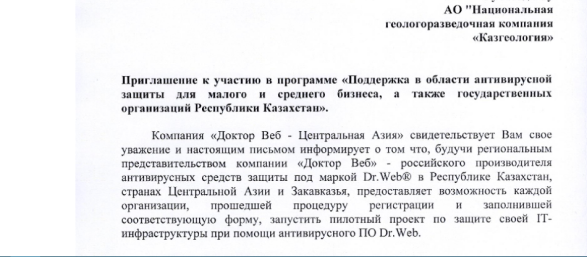 АО "Национальная
геологоразведочная компания
«Казгеология»
Приглашение к участию в программе «Поддержка в области антивирусной
защиты для малого и среднего бизнеса, а также государственных
организаций Республики Казахстан».
Компания «Доктор Веб - Центральная Азия» свидетельствует Вам свое
уважение и настоящим письмом информирует о том что, будучи региональным
представительством компании «Доктор Веб» - российского производителя
антивирусных средств защиты под маркой Dr.Web® в Республике Казахстан,
странах Центральной Азии и Закавказья, предоставляет возможность каждой
организации, прошедшей процедуру регистрации и заполнившей
соответствующую форму, запустить пилотный проект по защите своей IT-
инфраструктуры при помощи антивирусного ПО Dr.Web.